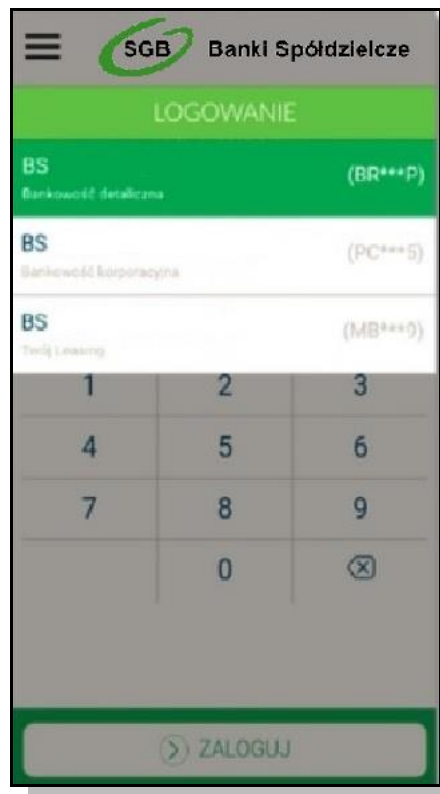 SGB Banki Spółdzielcze
LOGOWANIE
BS (BR***P)
Bankowość detaliczna
BS (PC***5)
Bankowość korporacyjna
BS (MB***9)
Twój Leasing
1 2 3
4 5 6
7 8 9
0
ZALOGUJ